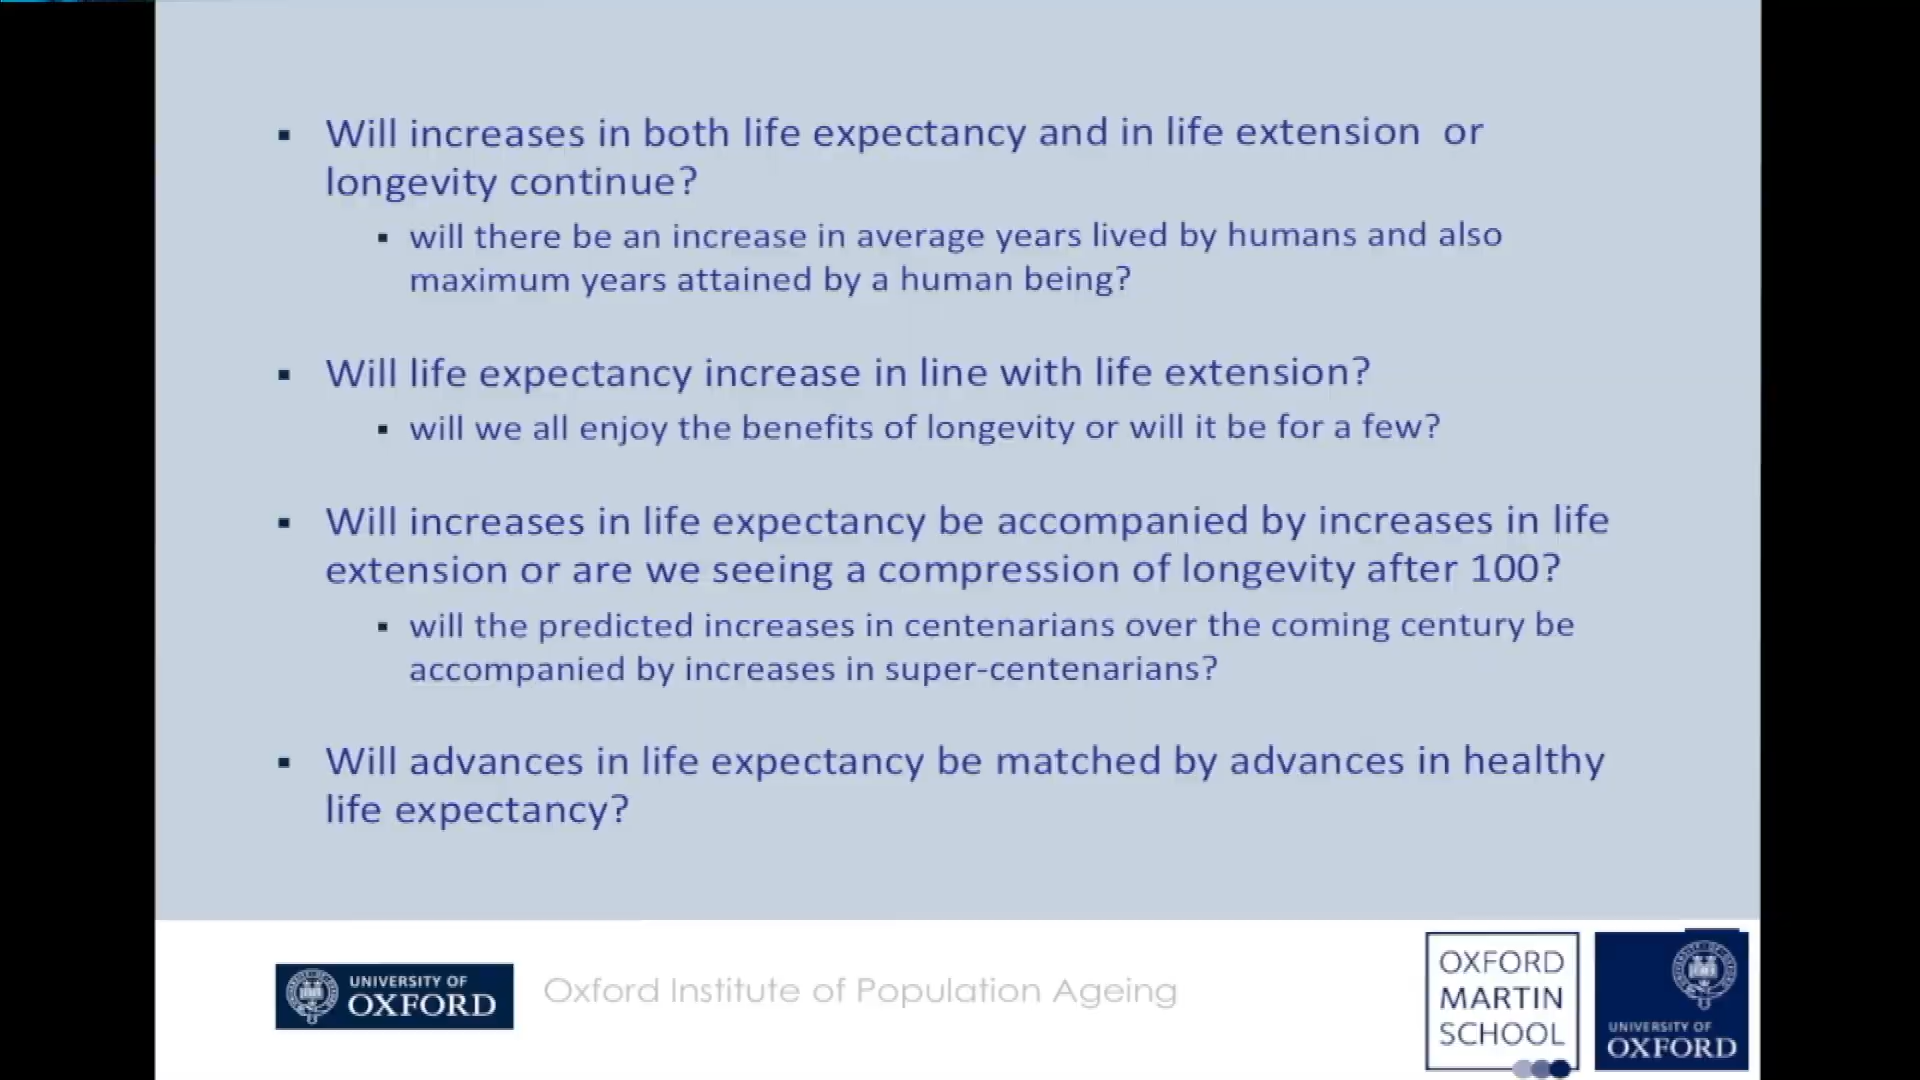 ▪ Will increases in both life expectancy and in life extension or
longevity continue?
▪ will there be an increase in average years lived by humans and also
maximum years attained by a human being?
▪ Will life expectancy increase in line with life extension?
▪ will we all enjoy the benefits of longevity or will it be for a few?
▪ Will increases in life expectancy be accompanied by increases in life
extension or are we seeing a compression of longevity after 100?
▪ will the predicted increases in centenarians over the coming century be
accompanied by increases in super-centenarians?
▪ Will advances in life expectancy be matched by advances in healthy
life expectancy?
UNIVERSITY OF
OXFORD
Oxford Institute of Population Ageing
OXFORD
MARTIN
SCHOOL
UNIVERSITY OF
OXFORD